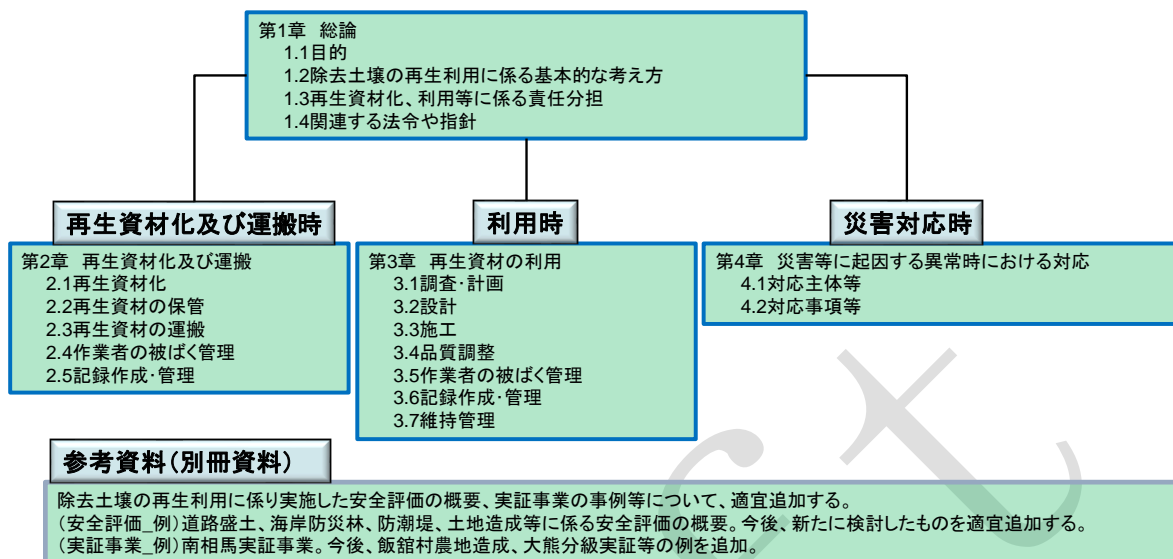 第1章 総論
1.1目的
1.2除去土壌の再生利用に係る基本的な考え方
1.3再生資材化、利用等に係る責任分担
1.4関連する法令や指針
再生資材化及び運搬時
第2章 再生資材化及び運搬
2.1再生資材化
2.2再生資材の保管
2.3再生資材の運搬
2.4作業者の被ばく管理
2.5記録作成・管理
利用時
第3章 再生資材の利用
3.1調査・計画
3.2設計
3.3施工
3.4品質調整
3.5作業者の被ばく管理
3.6記録作成・管理
3.7維持管理
災害対応時
第4章 災害等に起因する異常時における対応
4.1対応主体等
4.2対応事項等
参考資料(別冊資料)
除去土壌の再生利用に係り実施した安全評価の概要、実証事業の事例等について、適宜追加する。
(安全評価_例)道路盛土、海岸防災林、防潮堤、土地造成等に係る安全評価の概要。今後、新たに検討したものを適宜追加する。
(実証事業_例)南相馬実証事業。今後、飯舘村農地造成、大熊分級実証等の例を追加。